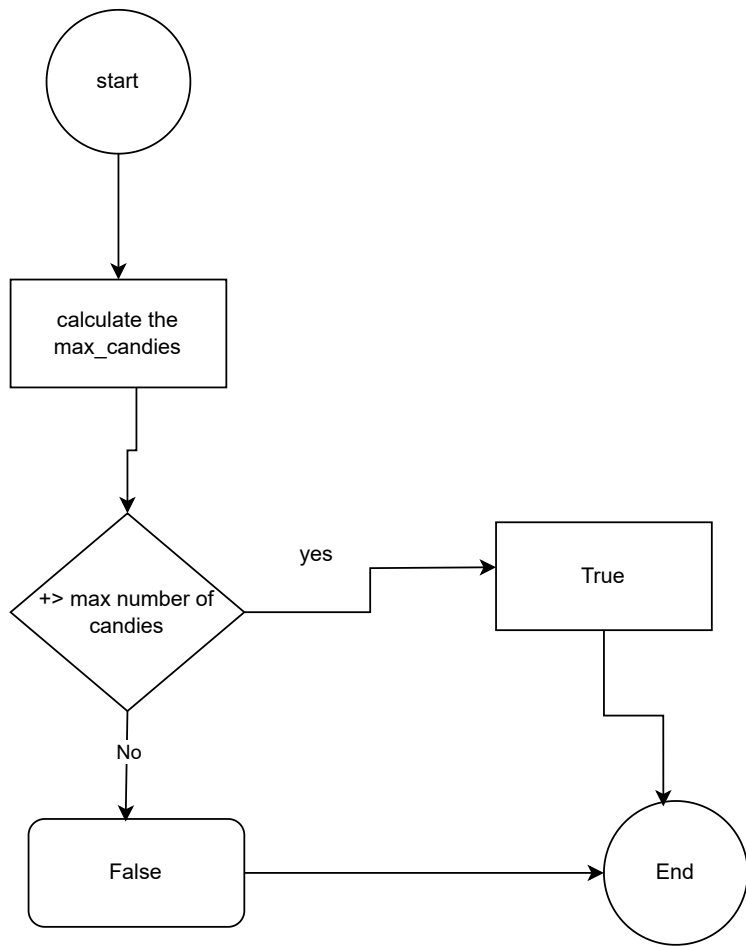 start
calculate the
max_candies
+> max number of
candies
yes
True
No
False
End